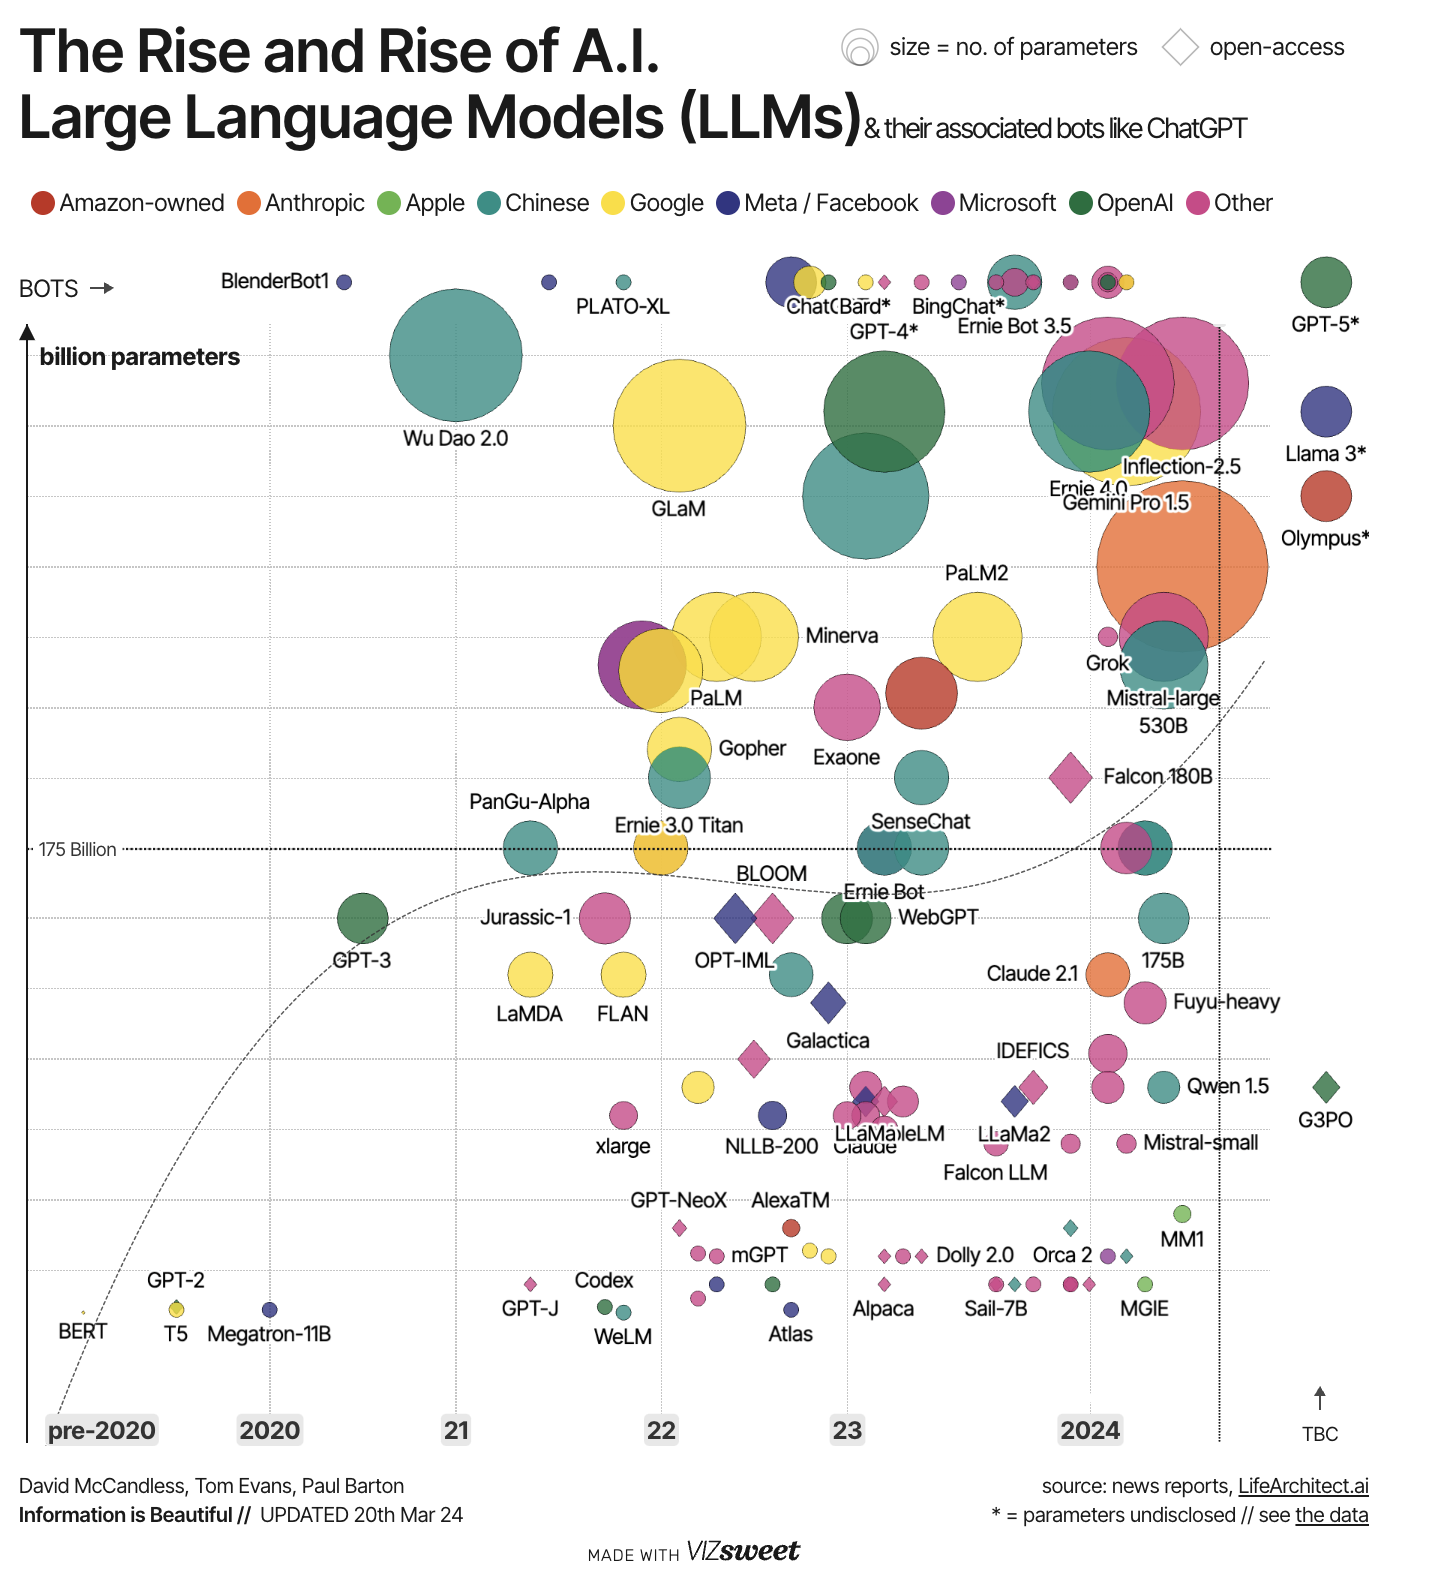 The Rise and Rise of A.I.
Large Language Models (LLMs) & their associated bots like ChatGPT
size = no. of parameters
open-access
Amazon-owned
Anthropic
Apple
Chinese
Google
Meta / Facebook
Microsoft
OpenAI
Other
BOTS →
BlenderBot1
PLATO-XL
Bard*
BingChat*
GPT-4*
Ernie Bot 3.5
GPT-5*
billion parameters
Wu Dao 2.0
GLaM
Inflection-2.5
Ernie 4.0
Gemini Pro 1.5
Llama 3*
Olympus*
PaLM2
Minerva
Grok
PaLM
Mistral-large
530B
Gopher
Exaone
Falcon 180B
PanGu-Alpha
Ernie 3.0 Titan
SenseChat
175 Billion
BLOOM
Ernie Bot
Jurassic-1
WebGPT
GPT-3
OPT-IML
175B
Claude 2.1
LaMDA
FLAN
Fuyu-heavy
Galactica
IDEFICS
Qwen 1.5
G3PO
xlarge
NLLB-200
LLaMa
Claude
LLaMa2
Mistral-small
Falcon LLM
GPT-NeoX
AlexaTM
MM1
mGPT
Dolly 2.0
Orca 2
GPT-2
Codex
BERT
T5
Megatron-11B
GPT-J
WeLM
Atlas
Alpaca
Sail-7B
MGIE
pre-2020
2020
21
22
23
2024
TBC
David McCandless, Tom Evans, Paul Barton
Information is Beautiful // UPDATED 20th Mar 24
source: news reports, LifeArchitect.ai
* = parameters undisclosed // see the data
MADE WITH VIZsweet